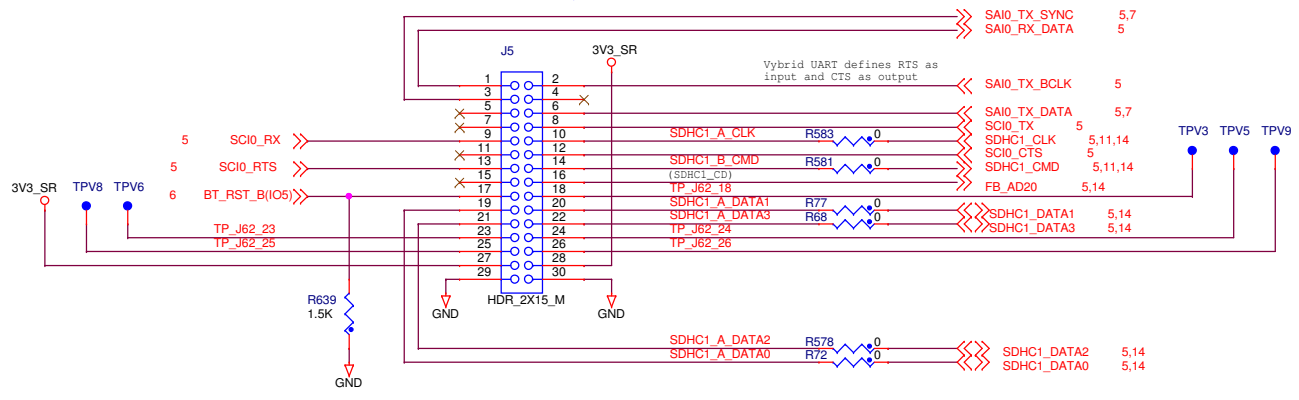 SAI0_TX_SYNC 5,7
SAI0_RX_DATA 5
J5
3V3_SR
Vybrid UART defines RTS as
input and CTS as output
1 2
SAI0_TX_BCLK 5
3 4
5 6
SAI0_TX_DATA 5,7
7 8
SCI0_TX 5
5 SCI0_RX
9 10
SDHC1_A_CLK R583 0
SDHC1_CLK 5,11,14
TPV3 TPV5 TPV9
11 12
SCI0_CTS 5
5 SCI0_RTS
13 14
SDHC1_B_CMD R581 0
SDHC1_CMD 5,11,14
15 16
(SDHC1_CD)
FB_AD20 5,14
3V3_SR TPV8 TPV6
6 BT_RST_B(IO5)
17 18
TP_J62_18
19 20
SDHC1_A_DATA1 R77 0
SDHC1_DATA1 5,14
21 22
SDHC1_A_DATA3 R68 0
SDHC1_DATA3 5,14
TP_J62_23
23 24
TP_J62_24
TP_J62_25
25 26
TP_J62_26
27 28
29 30
HDR_2X15_M
R639
1.5K
GND GND
SDHC1_A_DATA2 R578 0
SDHC1_DATA2 5,14
SDHC1_A_DATA0 R72 0
SDHC1_DATA0 5,14
GND